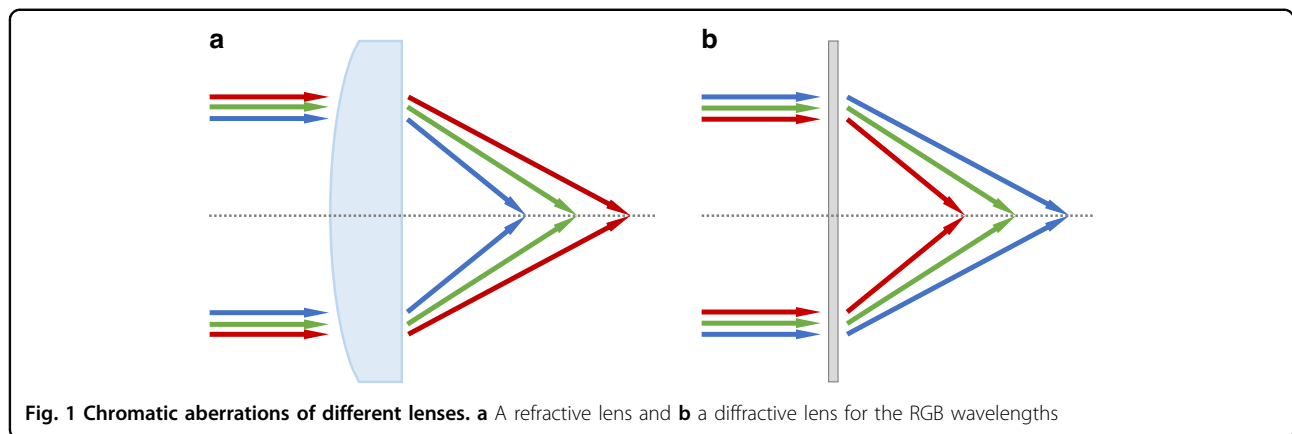 a
b
Fig. 1 Chromatic aberrations of different lenses. a A refractive lens and b a diffractive lens for the RGB wavelengths